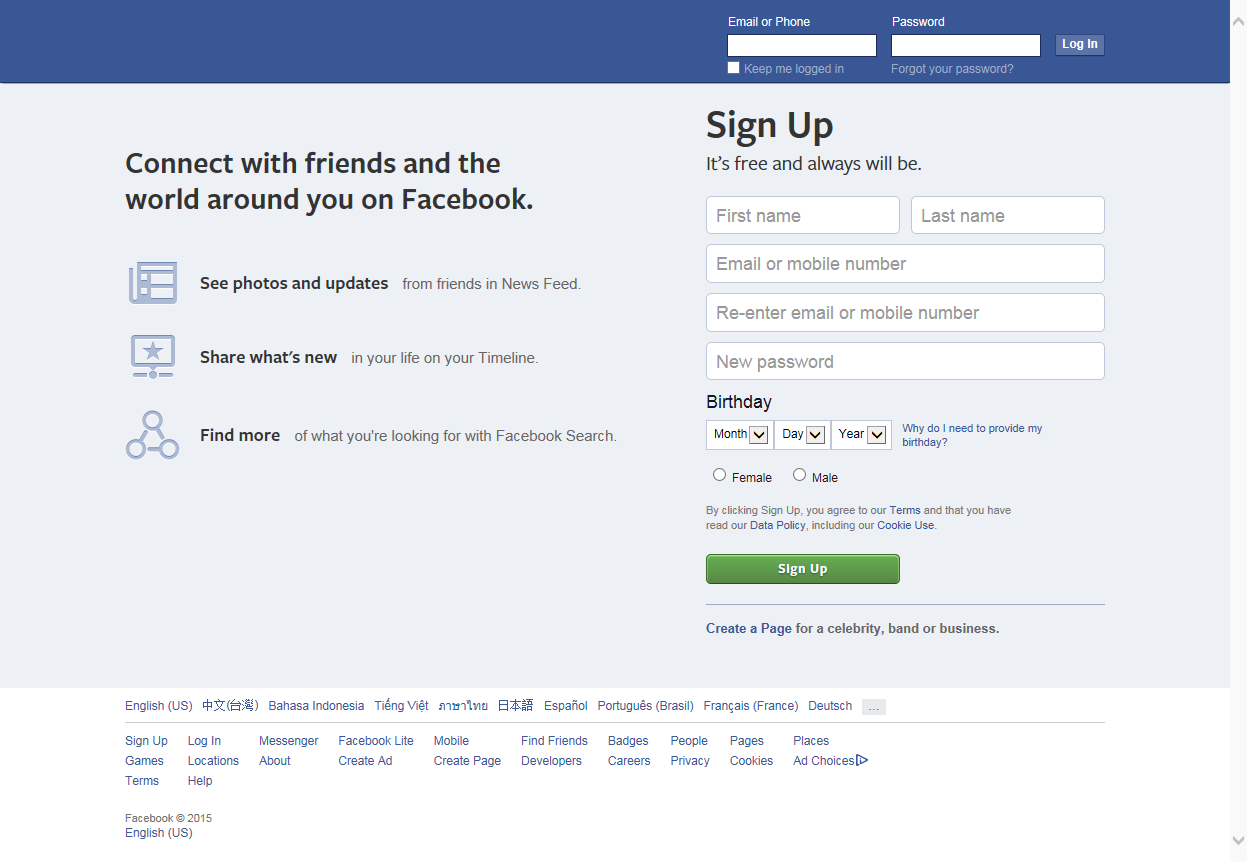 Email or Phone
Password
Log In
Keep me logged in
Forgot your password?
Connect with friends and the
world around you on Facebook.
See photos and updates from friends in News Feed.
Share what's new in your life on your Timeline.
Find more of what you're looking for with Facebook Search.
Sign Up
It's free and always will be.
First name
Last name
Email or mobile number
Re-enter email or mobile number
New password
Birthday
Month Day Year
Why do I need to provide my
birthday?
Female Male
By clicking Sign Up, you agree to our Terms and that you have
read our Data Policy, including our Cookie Use.
Sign Up
Create a Page for a celebrity, band or business.
English (US) 中文(台灣) Bahasa Indonesia Tiếng Việt ภาษาไทย 日本語 Español Português (Brasil) Français (France) Deutsch ...
Sign Up Log In Messenger Facebook Lite Mobile Find Friends Badges People Pages Places
Games Locations About Create Ad Create Page Developers Careers Privacy Cookies Ad Choices
Terms Help
Facebook © 2015
English (US)